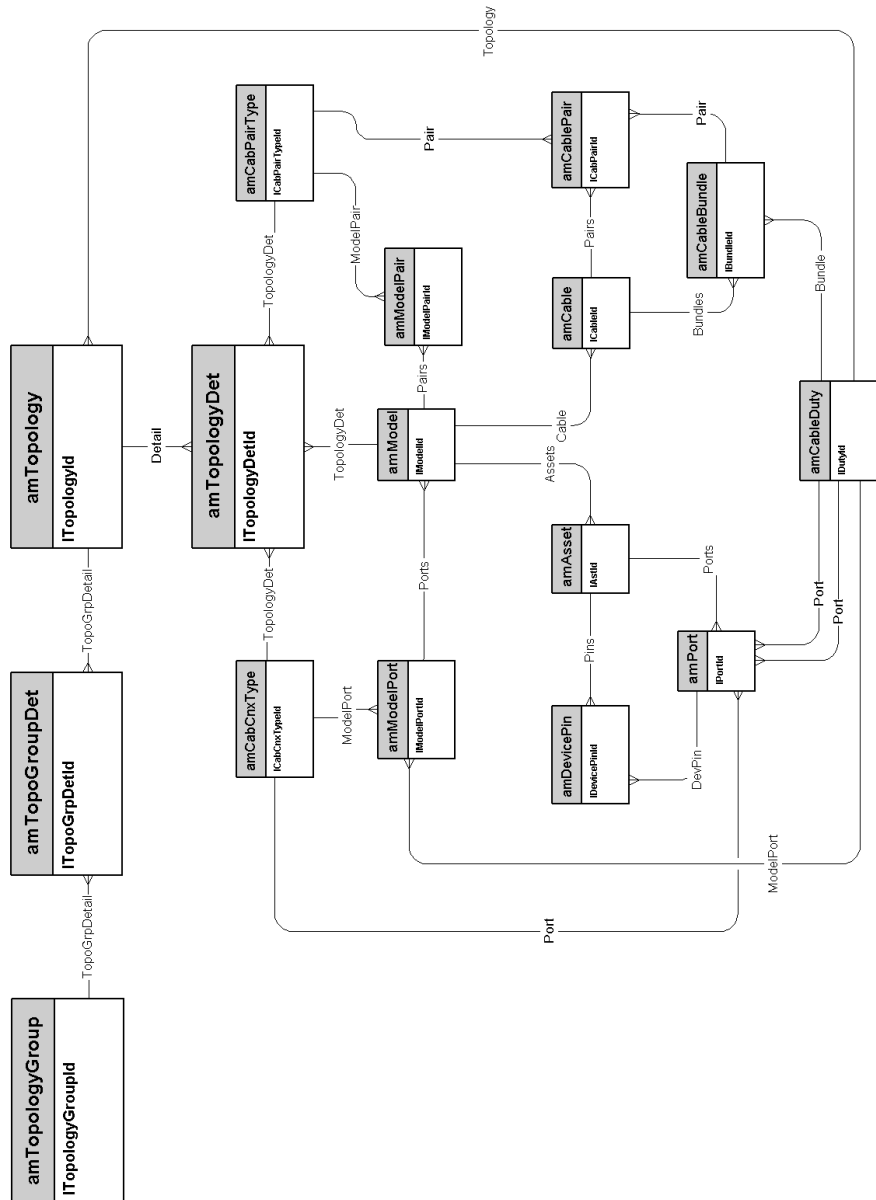 Topology
amCabPairType
lCabPairTypeId
amCablePair
lCabPairId
Pair
Pair
amCableBundle
lBundleId
ModelPair
TopologyDet
Pairs
amModelPair
lModelPairId
amCable
lCableId
Bundle
Bundles
amTopology
lTopologyId
amTopologyDet
lTopologyDetId
Pairs
Detail
TopologyDet
amModel
lModelId
Cable
Assets
amCableDuty
lDutyId
amAsset
lAstId
TopologyDet
Ports
Ports
TopoGrpDetail
Pins
Port
Port
amTopoGroupDet
lTopoGrpDetId
amCabCnxType
lCabCnxTypeId
ModelPort
amModelPort
lModelPortId
amPort
lPortId
amDevicePin
lDevicePinId
DevPin
ModelPort
TopoGrpDetail
Port
amTopologyGroup
lTopologyGroupId